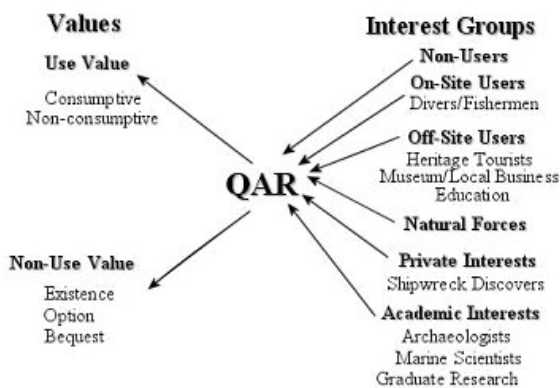 Values
Use Value
Consumptive
Non-consumptive
QAR
Non-Use Value
Existence
Option
Bequest
Interest Groups
Non-Users
On-Site Users
Divers/Fishermen
Off-Site Users
Heritage Tourists
Museum/Local Business
Education
Natural Forces
Private Interests
Shipwreck Discovers
Academic Interests
Archaeologists
Marine Scientists
Graduate Research